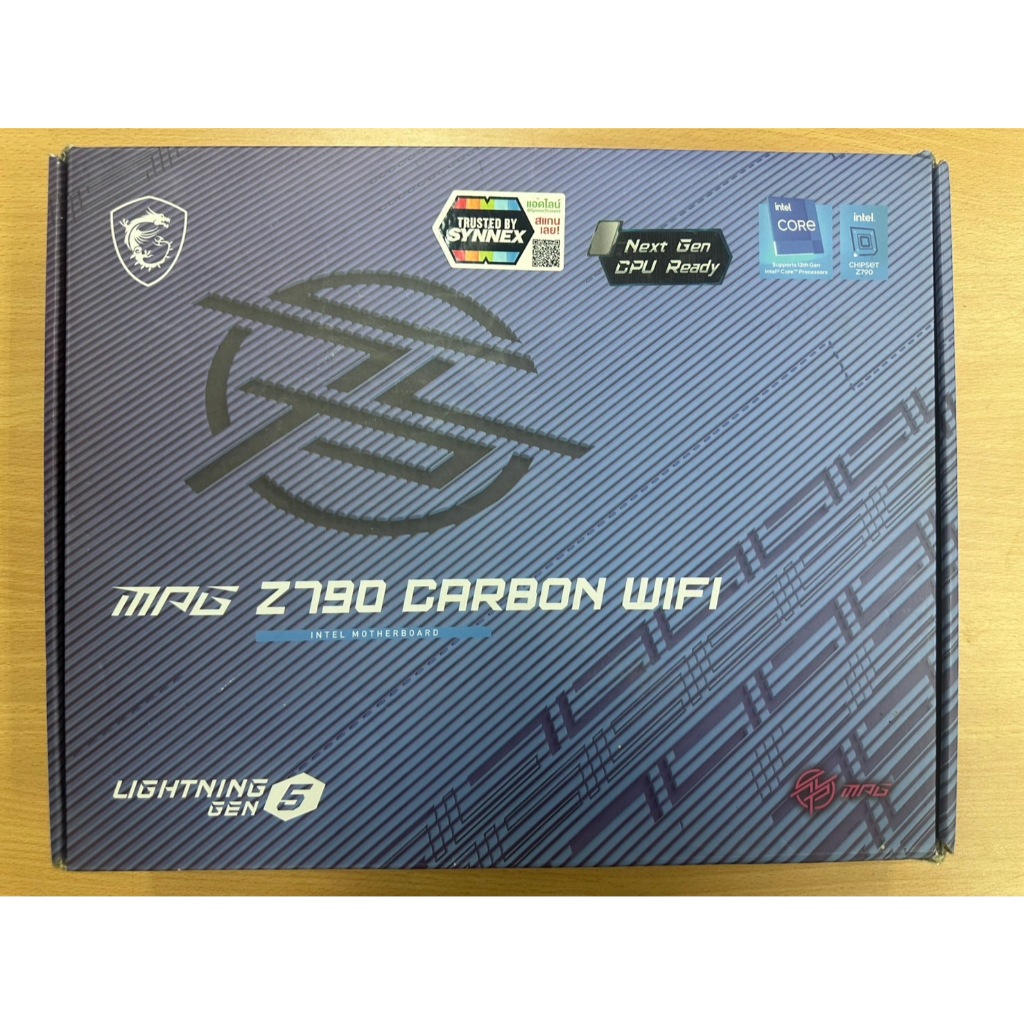 TRUSTED BY
SYNNEX
แอดไลน์
@SynnexThailand
สแกน
เลย!
Next Gen
CPU Ready
intel
CORE
Supports 12th Gen
Intel® Core™ Processors
intel
CHIPSET
Z790
MPG Z790 CARBON WIFI
INTEL MOTHERBOARD
LIGHTNING
GEN 5
MPG